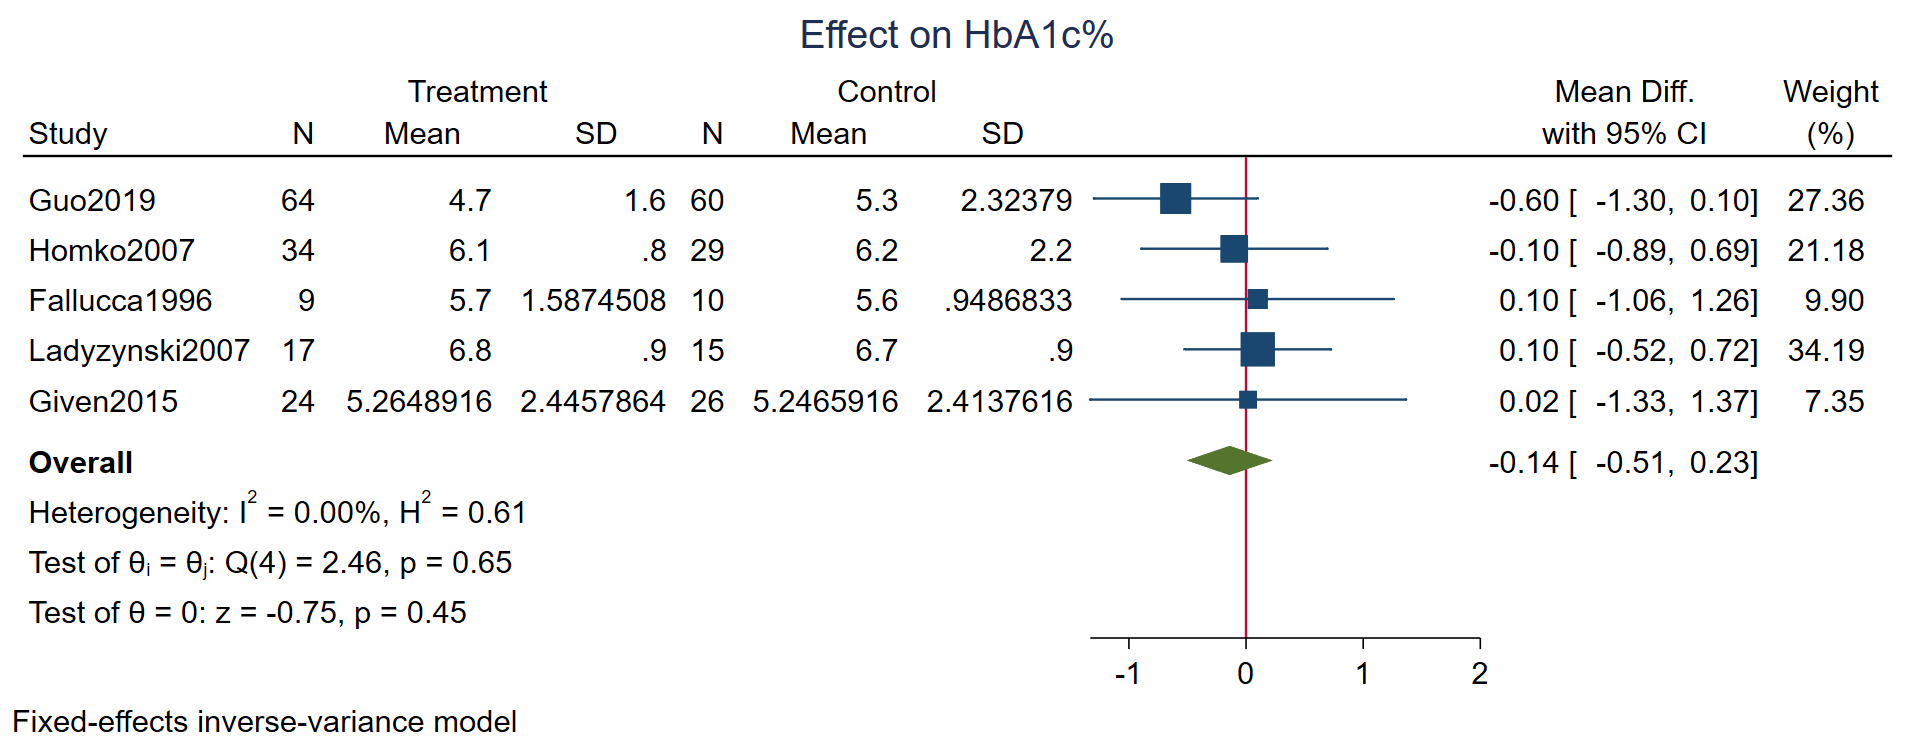 Effect on HbA1c%
Treatment Control Mean Diff. Weight
Study N Mean SD N Mean SD with 95% CI (%)
Guo2019 64 4.7 1.6 60 5.3 2.32379 -0.60 [ -1.30, 0.10] 27.36
Homko2007 34 6.1 .8 29 6.2 2.2 -0.10 [ -0.89, 0.69] 21.18
Fallucca1996 9 5.7 1.5874508 10 5.6 .9486833 0.10 [ -1.06, 1.26] 9.90
Ladyzynski2007 17 6.8 .9 15 6.7 .9 0.10 [ -0.52, 0.72] 34.19
Given2015 24 5.2648916 2.4457864 26 5.2465916 2.4137616 0.02 [ -1.33, 1.37] 7.35
Overall -0.14 [ -0.51, 0.23]
Heterogeneity: I² = 0.00%, H² = 0.61
Test of θᵢ = θⱼ: Q(4) = 2.46, p = 0.65
Test of θ = 0: z = -0.75, p = 0.45
-1 0 1 2
Fixed-effects inverse-variance model